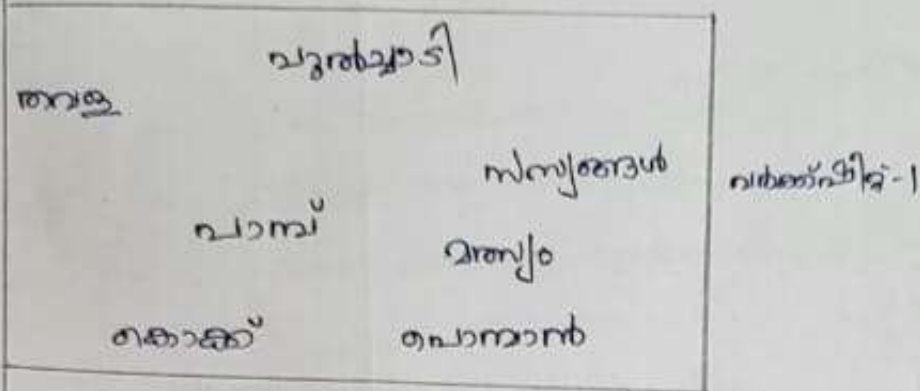 പുൽച്ചാടി
തവള
സസ്യങ്ങൾ
വർക്ക്ഷീറ്റ് - 1
പാമ്പ്
മത്സ്യം
കൊക്ക്
പൊന്മാൻ